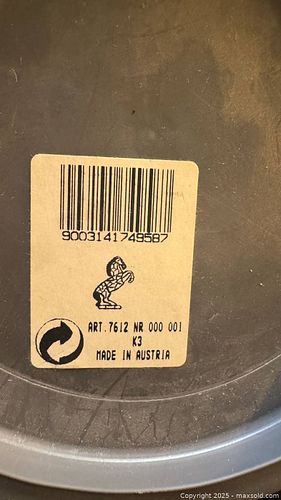 9003141749587
ART.7612 NR 000 001
K3
MADE IN AUSTRIA
Copyright © 2025 - maxsold.com